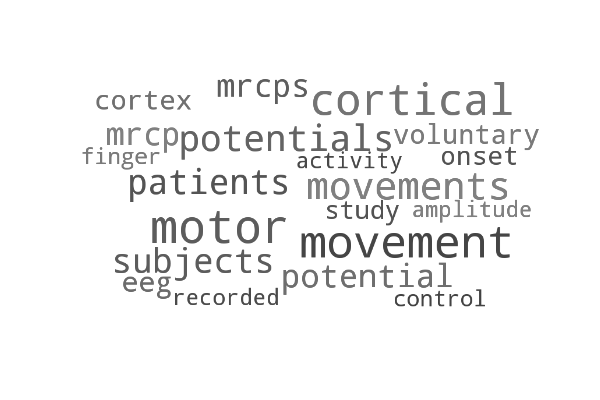 mrcps
cortex cortical
mrcp potentials voluntary
finger activity onset
patients movements
study amplitude
motor movement
subjects
eeg potential
recorded control